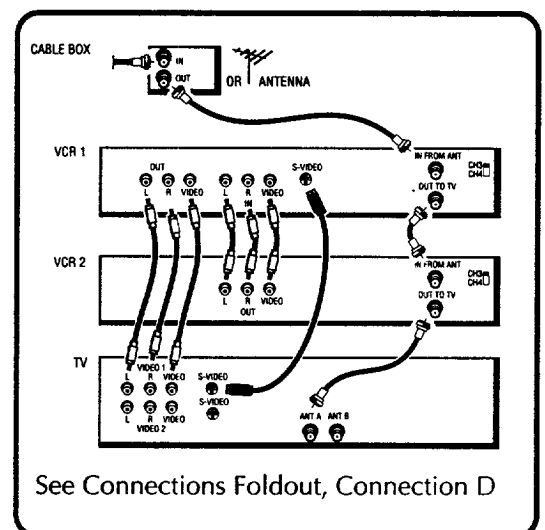 CABLE BOX
IN
OUT
OR
ANTENNA
VCR 1
OUT
L R VIDEO
L R VIDEO
IN
S-VIDEO
IN FROM ANT
CH3
CH4
OUT TO TV
VCR 2
L R VIDEO
OUT
IN FROM ANT
CH3
CH4
OUT TO TV
TV
VIDEO 1
L R VIDEO
S-VIDEO
S-VIDEO
L R VIDEO
VIDEO 2
ANT A ANT B
See Connections Foldout, Connection D